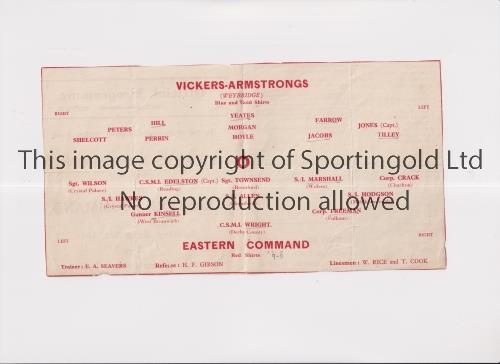 VICKERS-ARMSTRONGS
(WEYBRIDGE)
Blue and Gold Shirts
RIGHT LEFT
YEATES
HILL FARROW
PETERS MORGAN JONES (Capt.)
SHELCOTT PERRIN HOYLE JACOBS TILLEY
This image copyright of Sportingold Ltd
Sgt. WILSON C.S.M.I. EDELSTON (Capt.) Sgt. TOWNSEND S./I. MARSHALL Corp. CRACK
(Crystal Palace) (Reading) (Brentford) (Wolves) (Charlton)
S./I. ALLEN S./I. HODGSON
No reproduction allowed
Gunner KINSELL Corp. FREEMAN
(West Bromwich) (Fulham)
C.S.M.I. WRIGHT.
(Derby County)
LEFT RIGHT
EASTERN COMMAND
Red Shirts
Trainer: E. A. SEAVERS Referee: H. F. GIBSON Linesmen: W. RICE and T. COOK